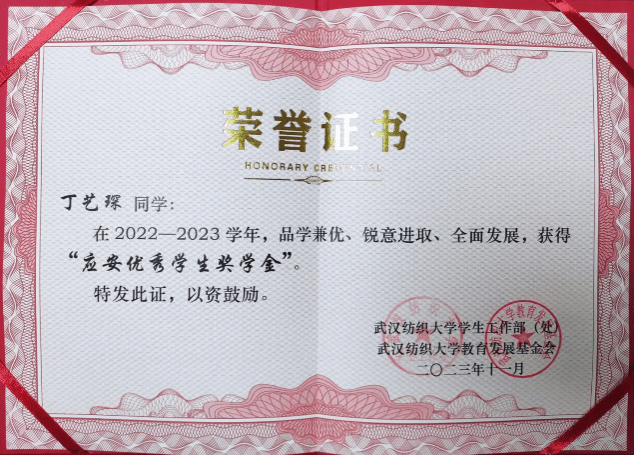 荣誉证书
HONORARY CREDENTIAL
丁艺琛 同学：
在 2022—2023 学年，品学兼优、锐意进取、全面发展，获得
“应安优秀学生奖学金”。
特发此证，以资鼓励。
武汉纺织大学学生工作部（处）
武汉纺织大学教育发展基金会
二〇二三年十一月